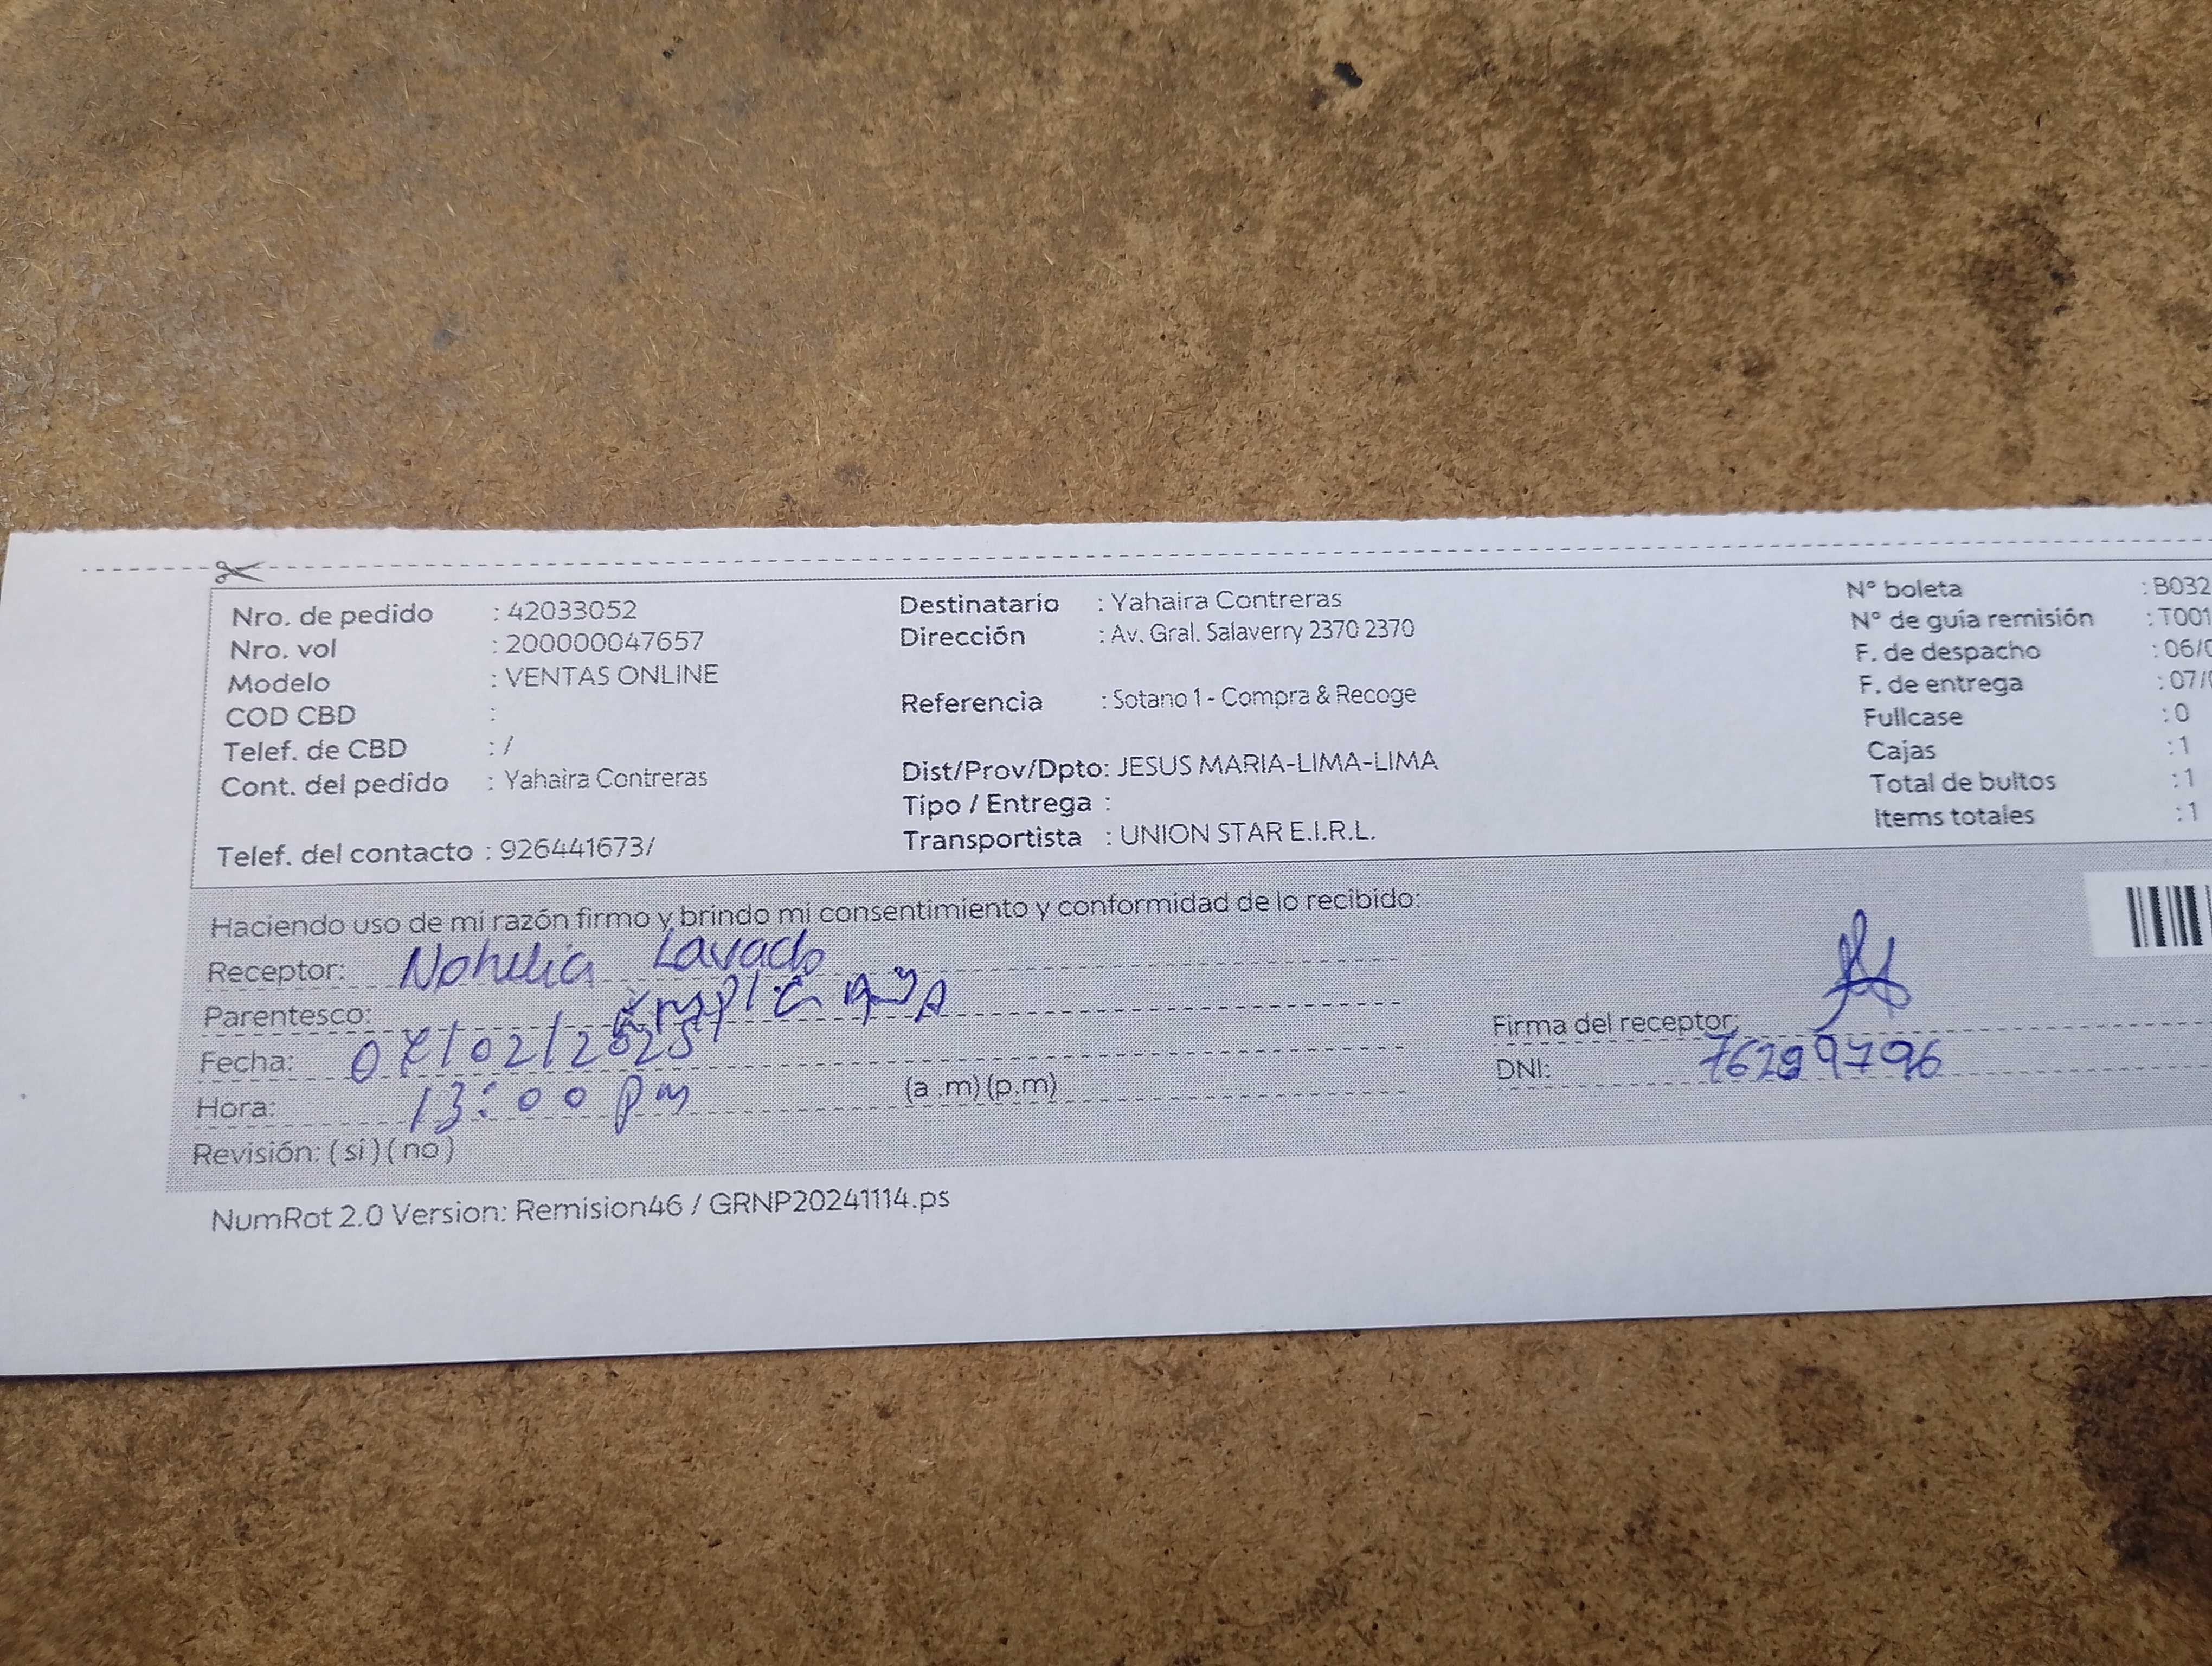 Nro. de pedido : 42033052
Nro. vol : 200000047657
Modelo : VENTAS ONLINE
COD CBD :
Telef. de CBD : /
Cont. del pedido : Yahaira Contreras
Telef. del contacto : 926441673/
Destinatario : Yahaira Contreras
Dirección : Av. Gral. Salaverry 2370 2370
Referencia : Sotano 1 - Compra & Recoge
Dist/Prov/Dpto: JESUS MARIA-LIMA-LIMA
Tipo / Entrega :
Transportista : UNION STAR E.I.R.L.
N° boleta : B032
N° de guía remisión : T001
F. de despacho : 06/
F. de entrega : 07/
Fullcase : 0
Cajas : 1
Total de bultos : 1
Items totales : 1
Haciendo uso de mi razón firmo y brindo mi consentimiento y conformidad de lo recibido:
Receptor: Nohelia Lavado
Parentesco:
Fecha: 07/02/2025
Hora: 13:00 pm (a .m) (p.m)
Revisión: ( si ) ( no )
Firma del receptor:
DNI: 76299796
NumRot 2.0 Version: Remision46 / GRNP20241114.ps